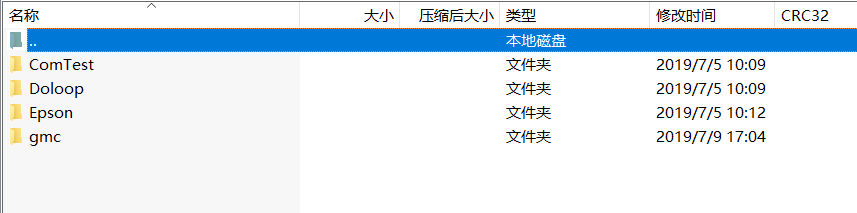 名称 大小 压缩后大小 类型 修改时间 CRC32
.. 本地磁盘
ComTest 文件夹 2019/7/5 10:09
Doloop 文件夹 2019/7/5 10:09
Epson 文件夹 2019/7/5 10:12
gmc 文件夹 2019/7/9 17:04